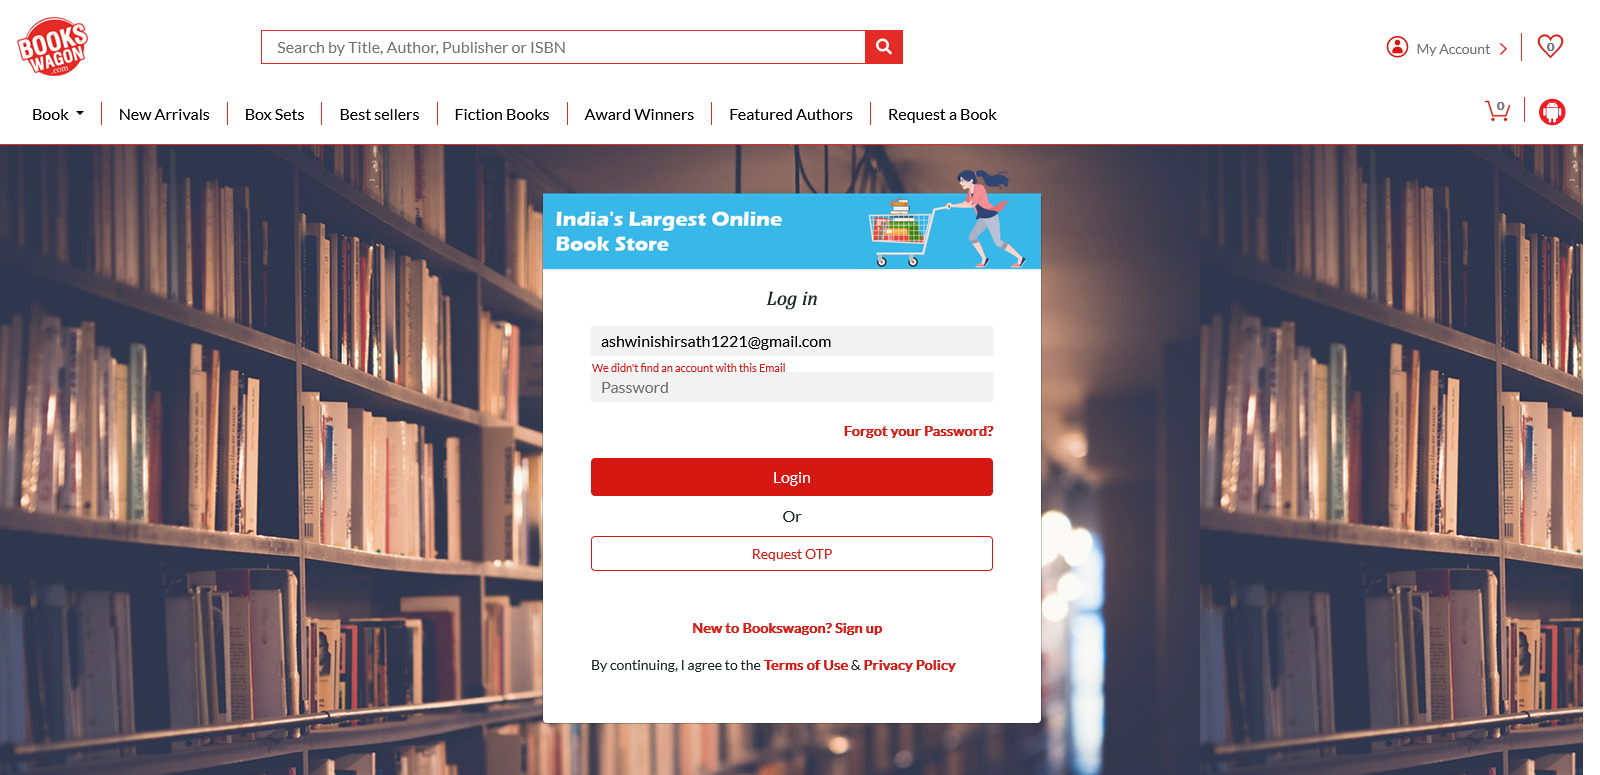 BOOKS
WAGON
.com
Search by Title, Author, Publisher or ISBN
My Account
0
Book
New Arrivals
Box Sets
Best sellers
Fiction Books
Award Winners
Featured Authors
Request a Book
0
India's Largest Online
Book Store
Log in
ashwinishirsath1221@gmail.com
We didn't find an account with this Email
Password
Forgot your Password?
Login
Or
Request OTP
New to Bookswagon? Sign up
By continuing, I agree to the Terms of Use & Privacy Policy